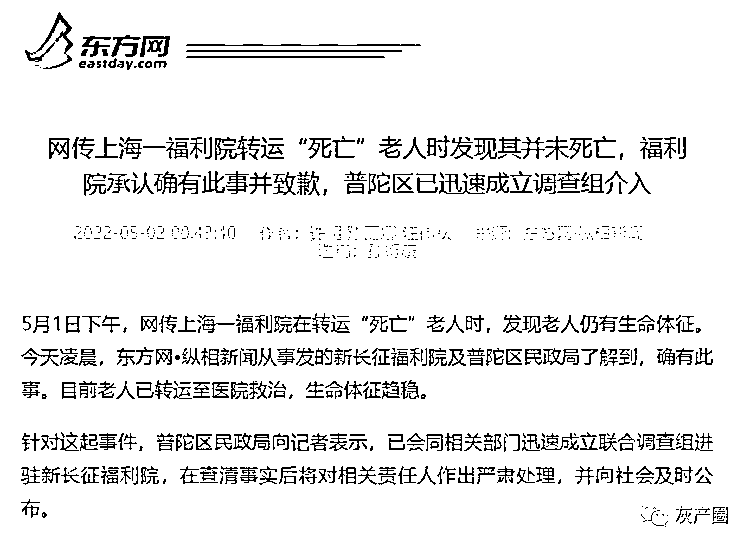 东方网
eastday.com
网传上海一福利院转运“死亡”老人时发现其并未死亡，福利
院承认确有此事并致歉，普陀区已迅速成立调查组介入
5月1日下午，网传上海一福利院在转运“死亡”老人时，发现老人仍有生命体征。
今天凌晨，东方网•纵相新闻从事发的新长征福利院及普陀区民政局了解到，确有此
事。目前老人已转运至医院救治，生命体征趋稳。
针对这起事件，普陀区民政局向记者表示，已会同相关部门迅速成立联合调查组进
驻新长征福利院，在查清事实后将对相关责任人作出严肃处理，并向社会及时公
布。
灰产圈